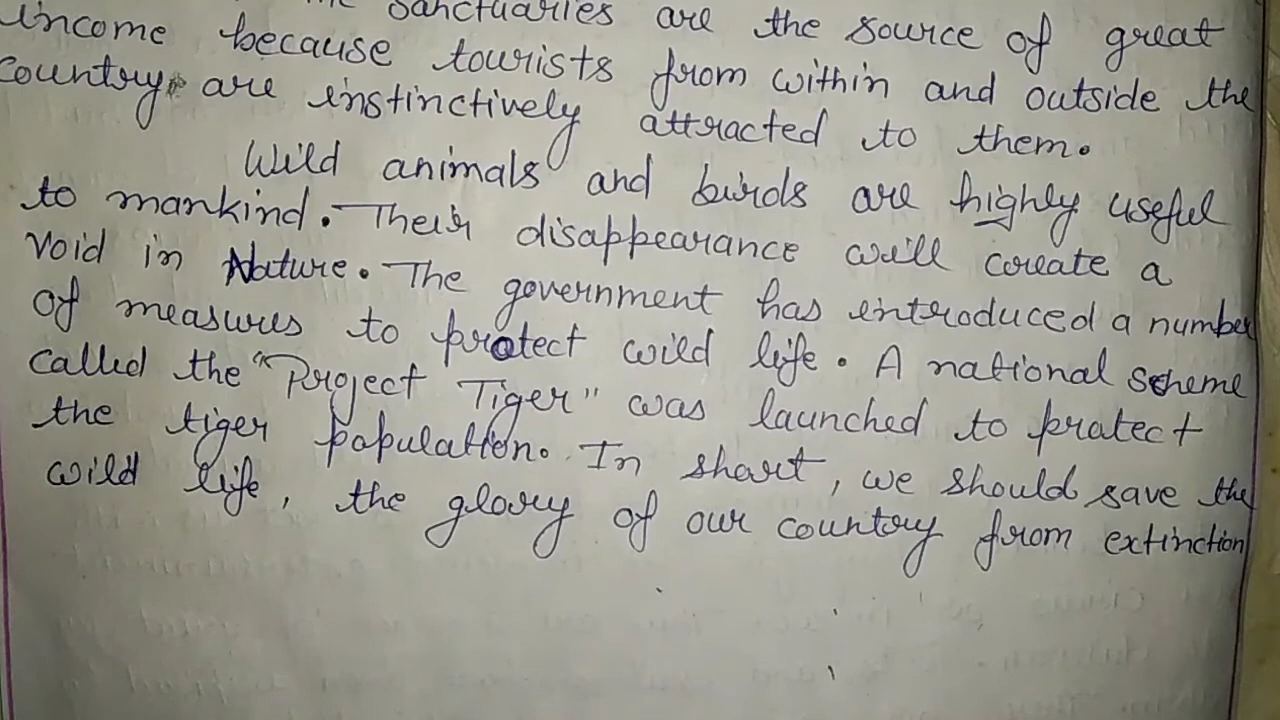 Sanctuaries are the source of great
income because tourists from within and outside the
country are instinctively attracted to them.
Wild animals and birds are highly useful
to mankind. Their disappearance will create a
void in Nature. The government has introduced a number
of measures to protect wild life. A national scheme
called the "Project Tiger" was launched to pratect
the tiger papulation. In shart, we should save the
wild life, the glory of our country from extinction